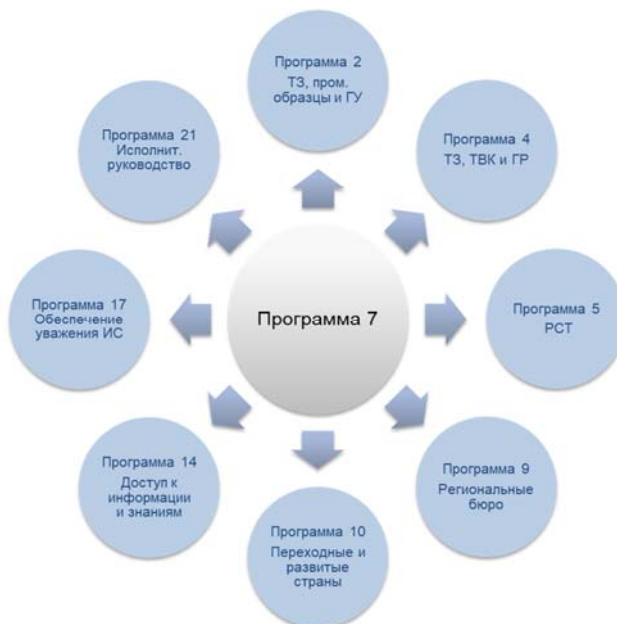 Программа 2
ТЗ, пром.
образцы и ГУ
Программа 4
ТЗ, ТВК и ГР
Программа 5
РСТ
Программа 9
Региональные
бюро
Программа 10
Переходные и
развитые
страны
Программа 14
Доступ к
информации
и знаниям
Программа 17
Обеспечение
уважения ИС
Программа 21
Исполнит.
руководство
Программа 7